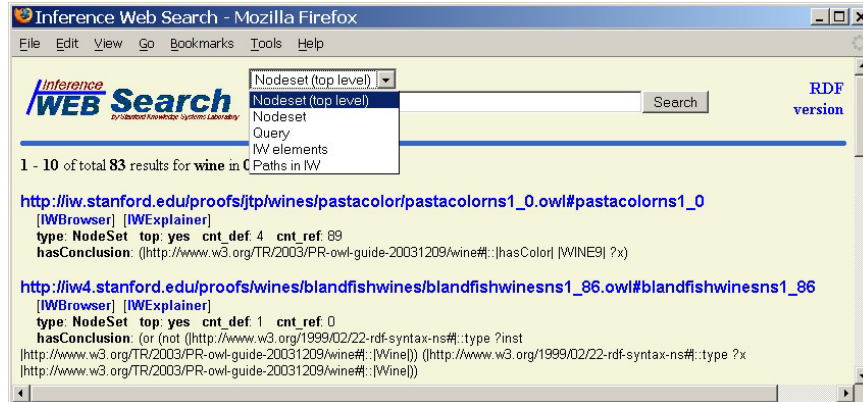 Inference Web Search - Mozilla Firefox
File Edit View Go Bookmarks Tools Help
Inference
WEB Search
by Stanford Knowledge Systems Laboratory
Nodeset (top level)
Nodeset (top level)
Nodeset
Query
IW elements
Paths in IW
Search
RDF
version
1 - 10 of total 83 results for wine in
http://iw.stanford.edu/proofs/jtp/wines/pastacolor/pastacolorns1_0.owl#pastacolorns1_0
[IWBrowser] [IWExplainer]
type: NodeSet top: yes cnt_def: 4 cnt_ref: 89
hasConclusion: (|http://www.w3.org/TR/2003/PR-owl-guide-20031209/wine#|::|hasColor| |WINE9| ?x)
http://iw4.stanford.edu/proofs/wines/blandfishwines/blandfishwinesns1_86.owl#blandfishwinesns1_86
[IWBrowser] [IWExplainer]
type: NodeSet top: yes cnt_def: 1 cnt_ref: 0
hasConclusion: (or (not (|http://www.w3.org/1999/02/22-rdf-syntax-ns#|::type ?inst
|http://www.w3.org/TR/2003/PR-owl-guide-20031209/wine#|::|Wine|)) (|http://www.w3.org/1999/02/22-rdf-syntax-ns#|::type ?x
|http://www.w3.org/TR/2003/PR-owl-guide-20031209/wine#|::|Wine|))